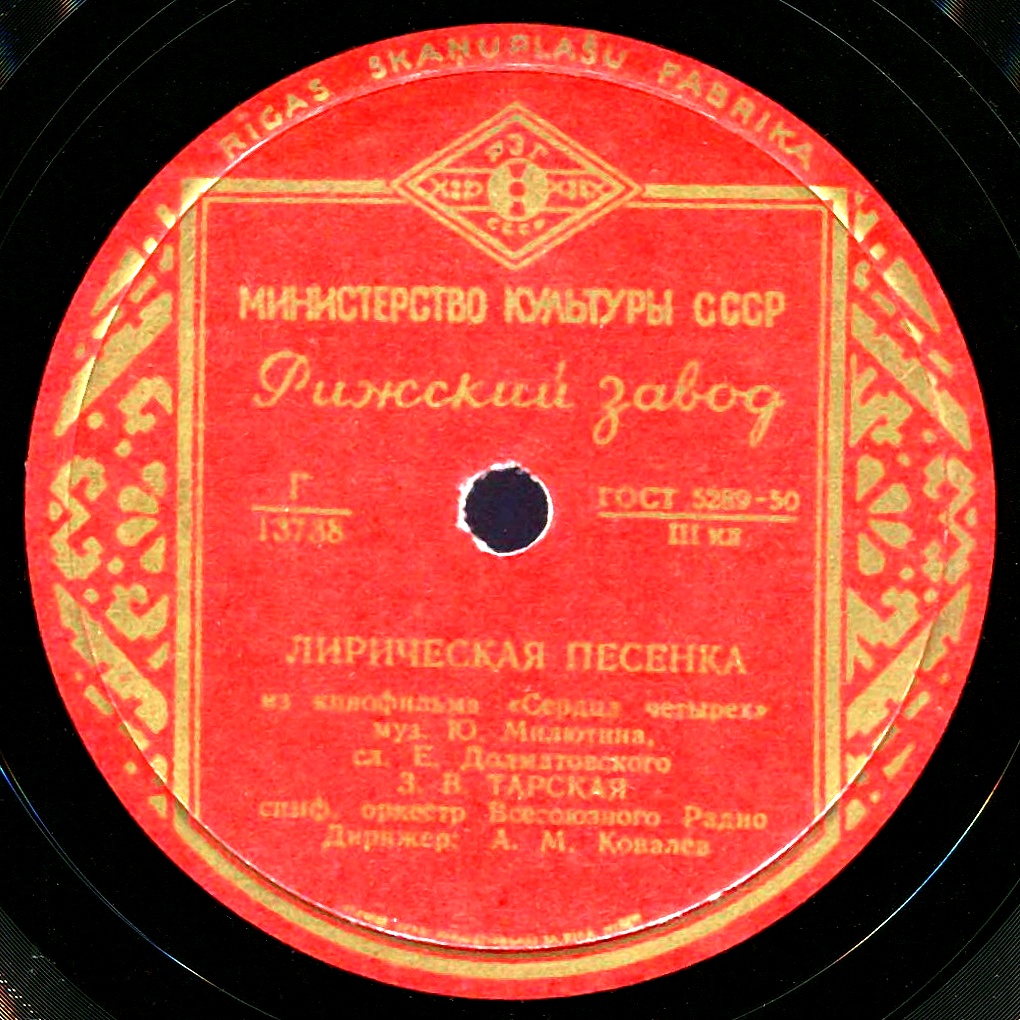 RĪGAS SKAŅUPLAŠU FABRIKA
РЗГ
СССР
МИНИСТЕРСТВО КУЛЬТУРЫ СССР
Рижский завод
Г
13738
ГОСТ 5289-50
III кл
ЛИРИЧЕСКАЯ ПЕСЕНКА
из кинофильма «Сердца четырех»
муз. Ю. Милютина,
сл. Е. Долматовского
З. В. ТАРСКАЯ
симф. оркестр Всесоюзного Радио
Дирижер: А. М. Ковалев